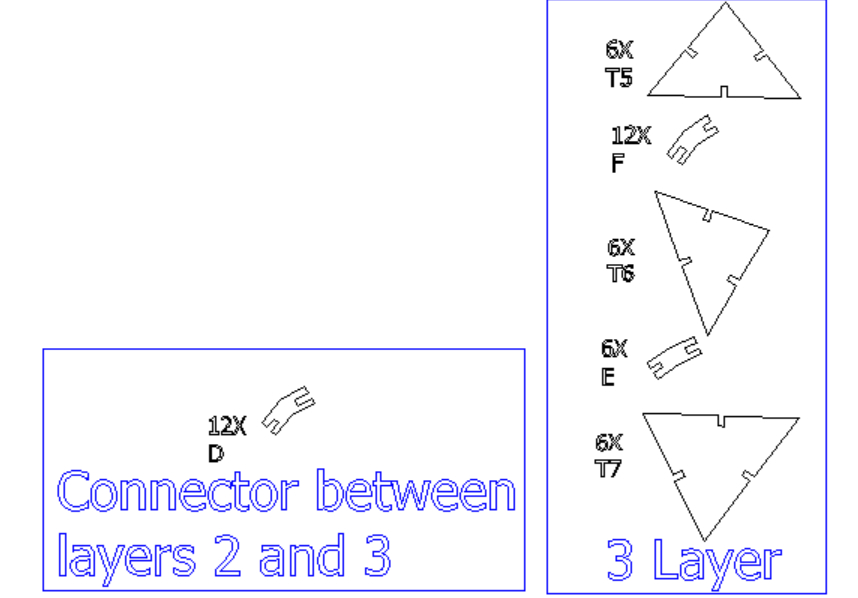 6X
T5
12X
F
6X
T6
6X
E
6X
T7
3 Layer
12X
D
Connector between
layers 2 and 3